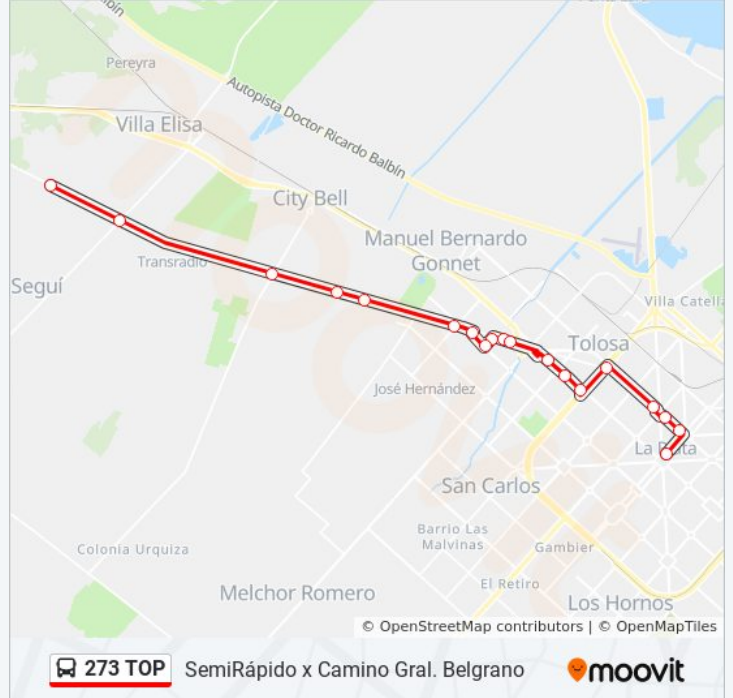 Balbín
Pereyra
Autopista Doctor Ricardo Balbín
Villa Elisa
City Bell
Manuel Bernardo
Gonnet
Transradio
Seguí
Villa Catella
Tolosa
José Hernández
La Plata
San Carlos
Barrio Las
Malvinas
Gambier
Colonia Urquiza
El Retiro
Melchor Romero
Los Hornos
© OpenStreetMap contributors | © OpenMapTiles
273 TOP SemiRápido x Camino Gral. Belgrano moovit